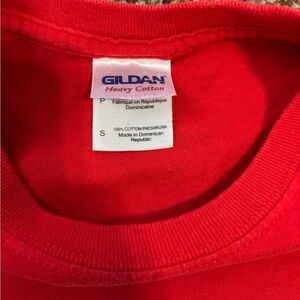 GILDAN
Heavy Cotton
P
Fabriqué en République
Dominicaine
S
100% COTTON PRESHRUNK
Made in Dominican
Republic